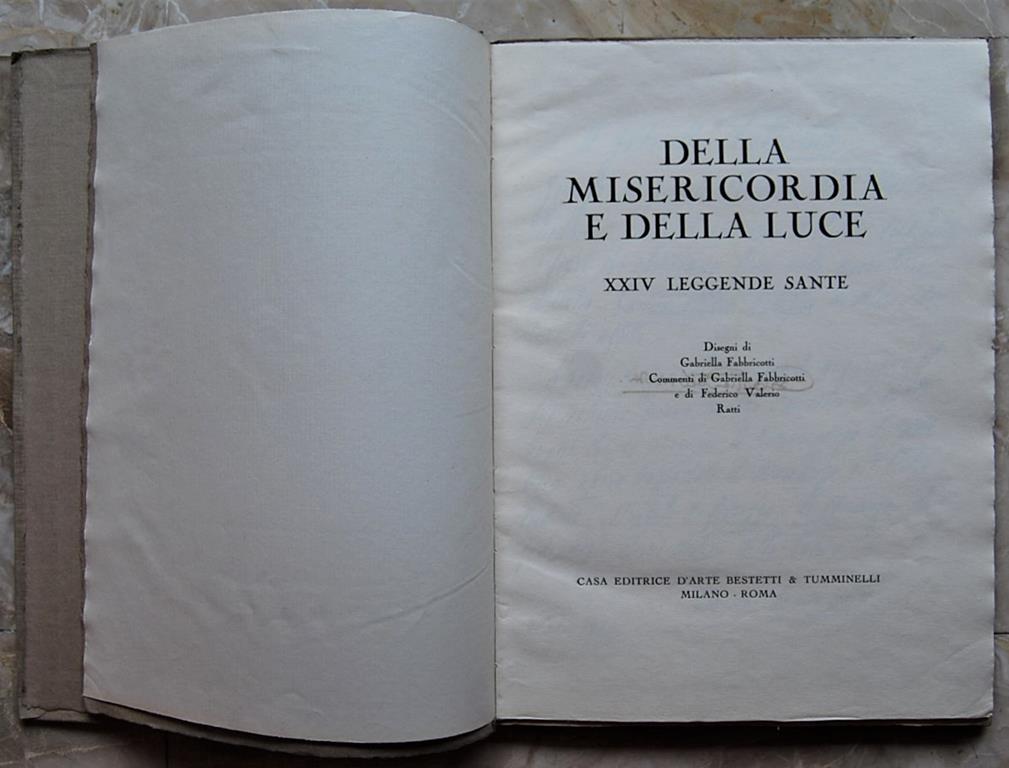 DELLA
MISERICORDIA
E DELLA LUCE
XXIV LEGGENDE SANTE
Disegni di
Gabriella Fabbricotti
Commenti di Gabriella Fabbricotti
e di Federico Valerio
Ratti
CASA EDITRICE D'ARTE BESTETTI & TUMMINELLI
MILANO · ROMA